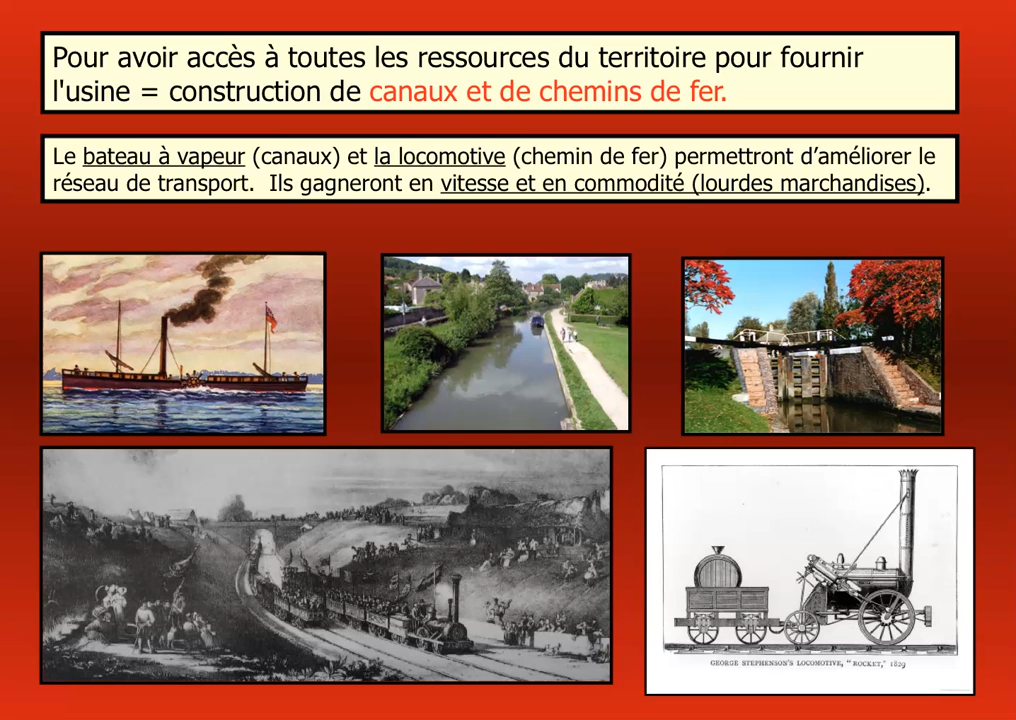 Pour avoir accès à toutes les ressources du territoire pour fournir
l'usine = construction de canaux et de chemins de fer.
Le bateau à vapeur (canaux) et la locomotive (chemin de fer) permettront d’améliorer le
réseau de transport.  Ils gagneront en vitesse et en commodité (lourdes marchandises).
GEORGE STEPHENSON'S LOCOMOTIVE, "ROCKET," 1829